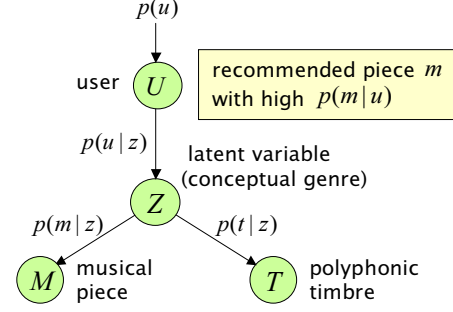 p(u)
user
U
recommended piece m
with high p(m|u)
p(u|z)
latent variable
(conceptual genre)
Z
p(m|z)
p(t|z)
M
musical
piece
T
polyphonic
timbre